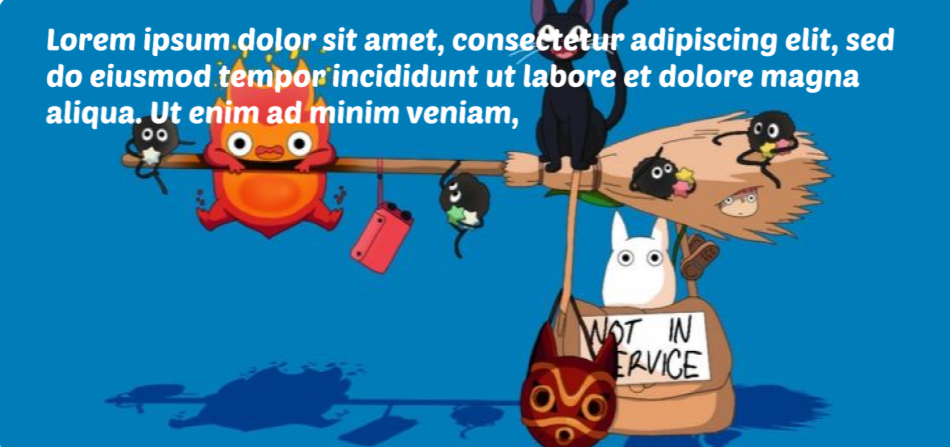 Lorem ipsum dolor sit amet, consectetur adipiscing elit, sed
do eiusmod tempor incididunt ut labore et dolore magna
aliqua. Ut enim ad minim veniam,
NOT IN
SERVICE